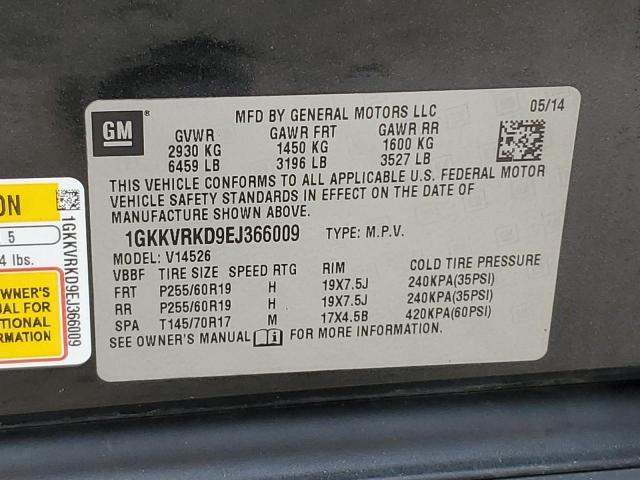 GM ®
MFD BY GENERAL MOTORS LLC 05/14
GVWR GAWR FRT GAWR RR
2930 KG 1450 KG 1600 KG
6459 LB 3196 LB 3527 LB
THIS VEHICLE CONFORMS TO ALL APPLICABLE U.S. FEDERAL MOTOR
VEHICLE SAFETY STANDARDS IN EFFECT ON THE DATE OF
MANUFACTURE SHOWN ABOVE.
1GKKVRKD9EJ366009 TYPE: M.P.V.
MODEL: V14526
VBBF TIRE SIZE SPEED RTG RIM COLD TIRE PRESSURE
FRT P255/60R19 H 19X7.5J 240KPA(35PSI)
RR P255/60R19 H 19X7.5J 240KPA(35PSI)
SPA T145/70R17 M 17X4.5B 420KPA(60PSI)
SEE OWNER'S MANUAL FOR MORE INFORMATION.
ON
5
4 lbs.
WNER'S
UAL FOR
TIONAL
MATION
1GKKVRKD9EJ366009